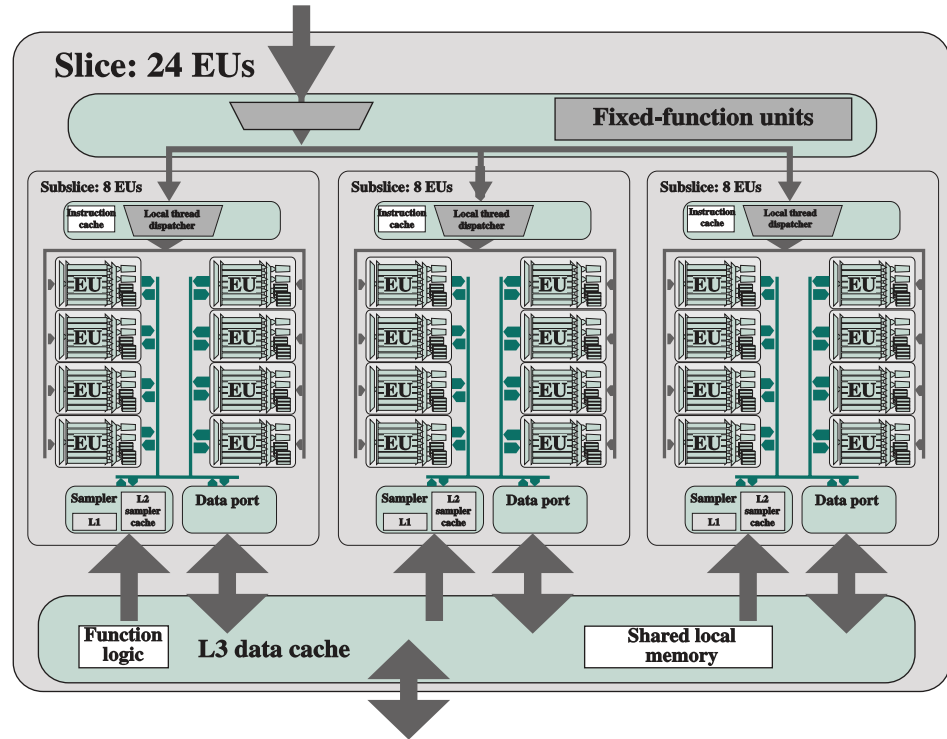 Slice: 24 EUs
Fixed-function units
Subslice: 8 EUs
Instruction
cache
Local thread
dispatcher
EU
EU
EU
EU
EU
EU
EU
EU
Sampler
L1
L2
sampler
cache
Data port
Subslice: 8 EUs
Instruction
cache
Local thread
dispatcher
EU
EU
EU
EU
EU
EU
EU
EU
Sampler
L1
L2
sampler
cache
Data port
Subslice: 8 EUs
Instruction
cache
Local thread
dispatcher
EU
EU
EU
EU
EU
EU
EU
EU
Sampler
L1
L2
sampler
cache
Data port
Function
logic
L3 data cache
Shared local
memory